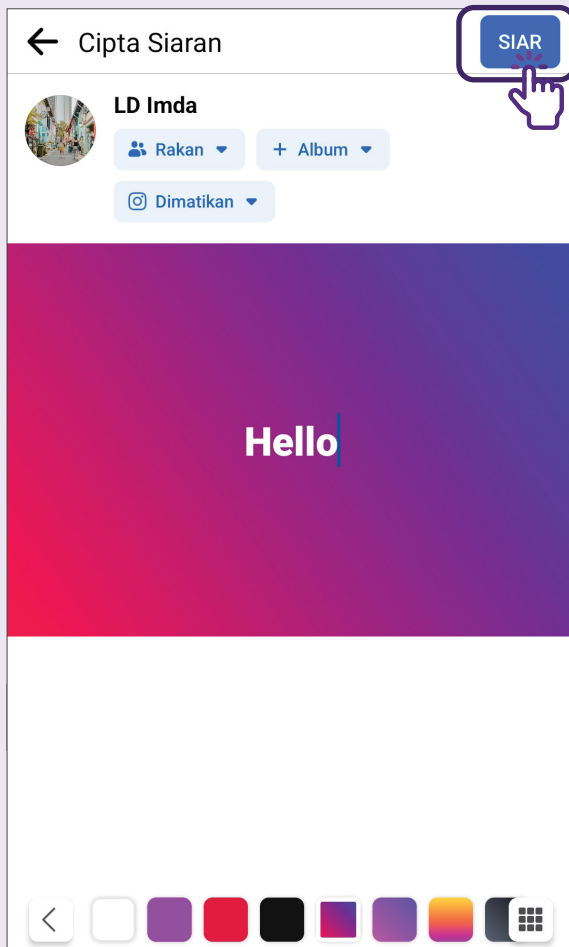 Cipta Siaran
SIAR
LD Imda
Rakan
+ Album
Dimatikan
Hello